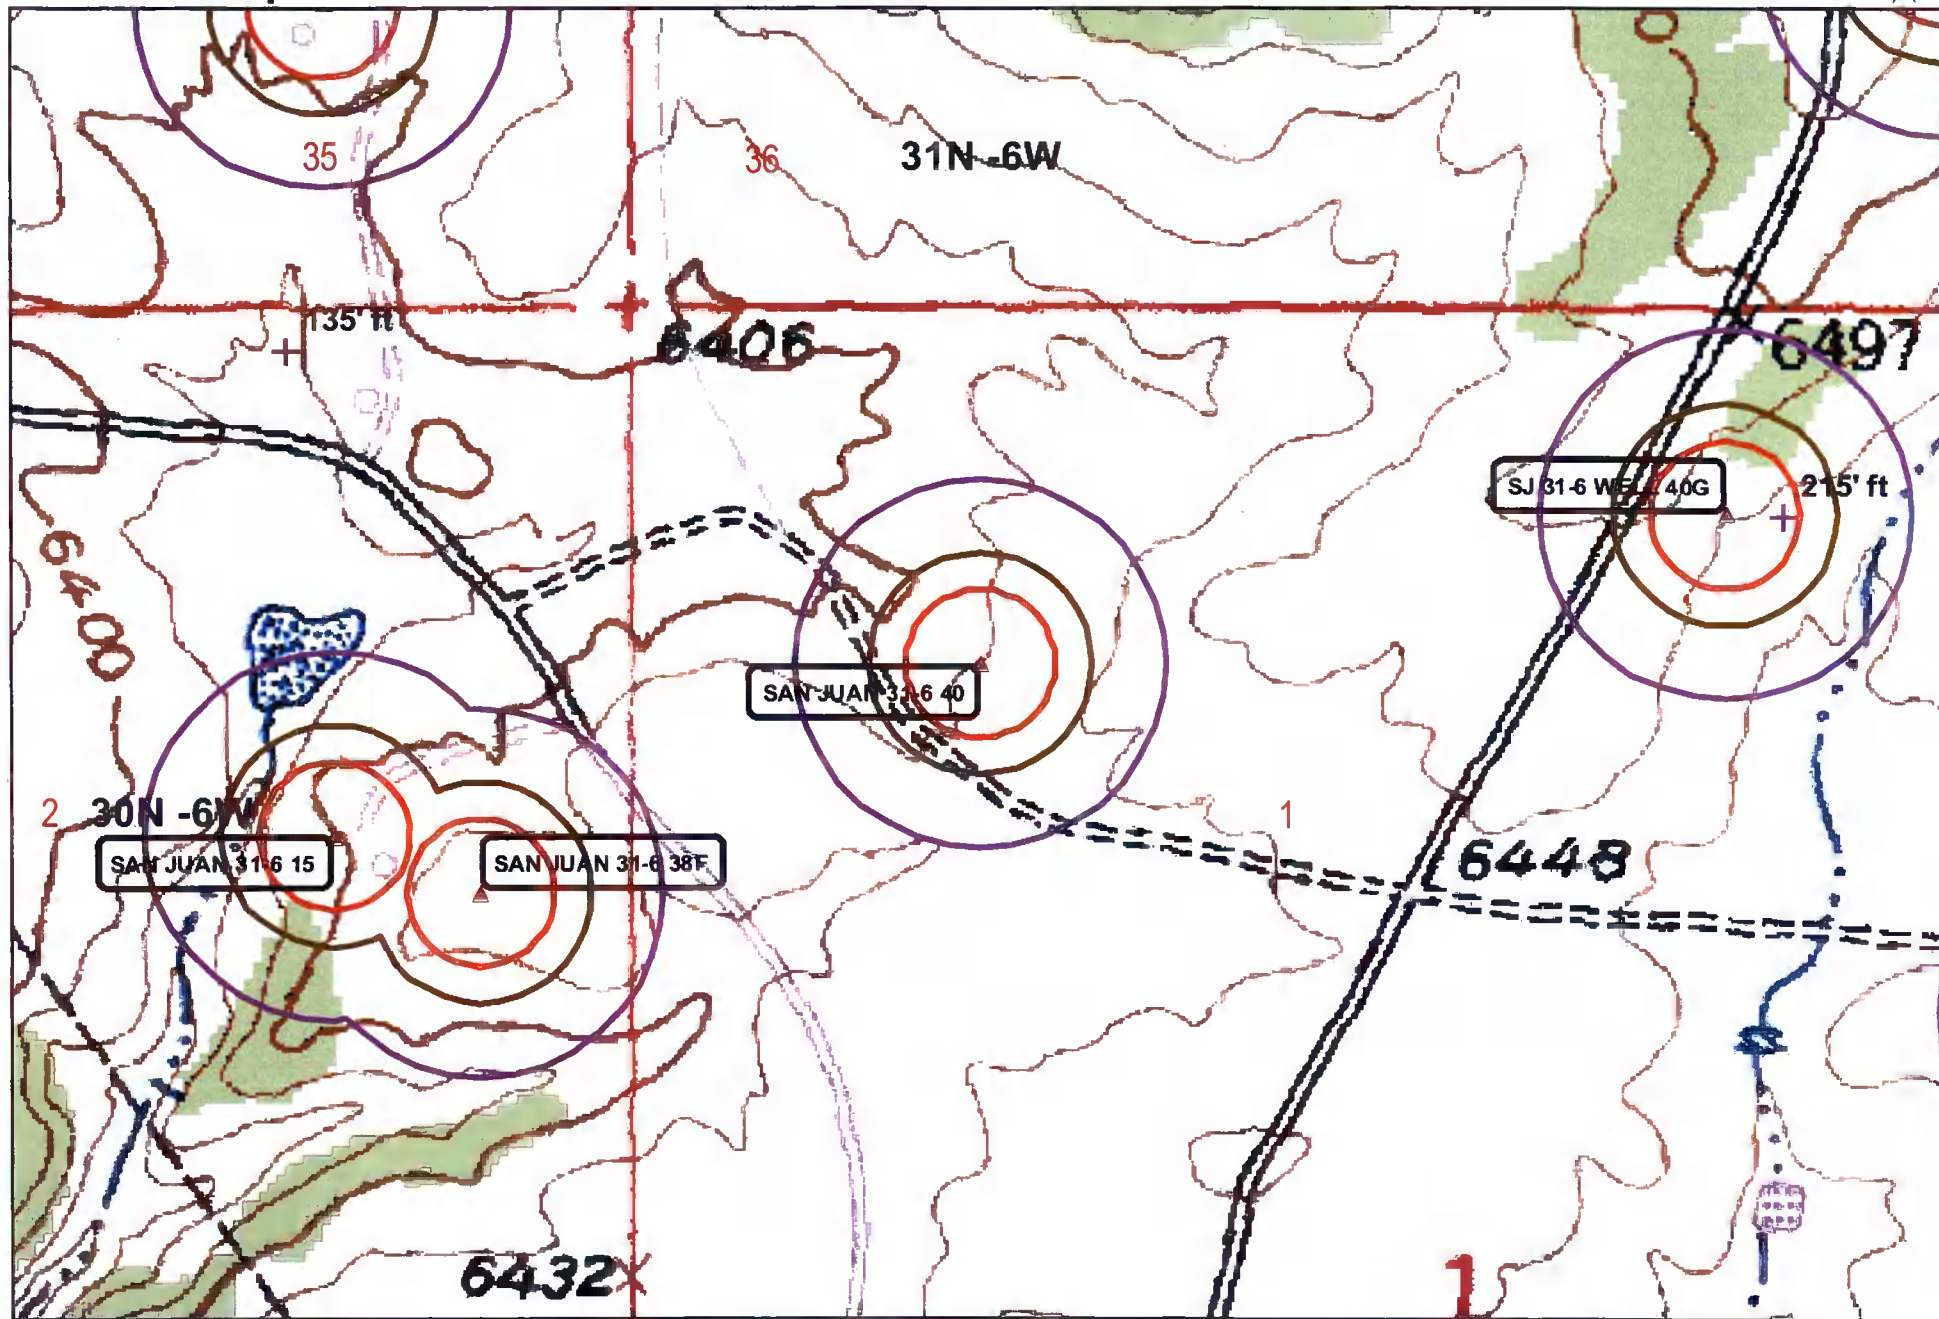 35
36
31N -6W
135' ft
6406
6497
SJ 31-6 WELL 40G
215' ft
6400
SAN JUAN 31-6 40
2
30N -6W
1
SAN JUAN 31-6 15
SAN JUAN 31-6 38F
6448
6432
1